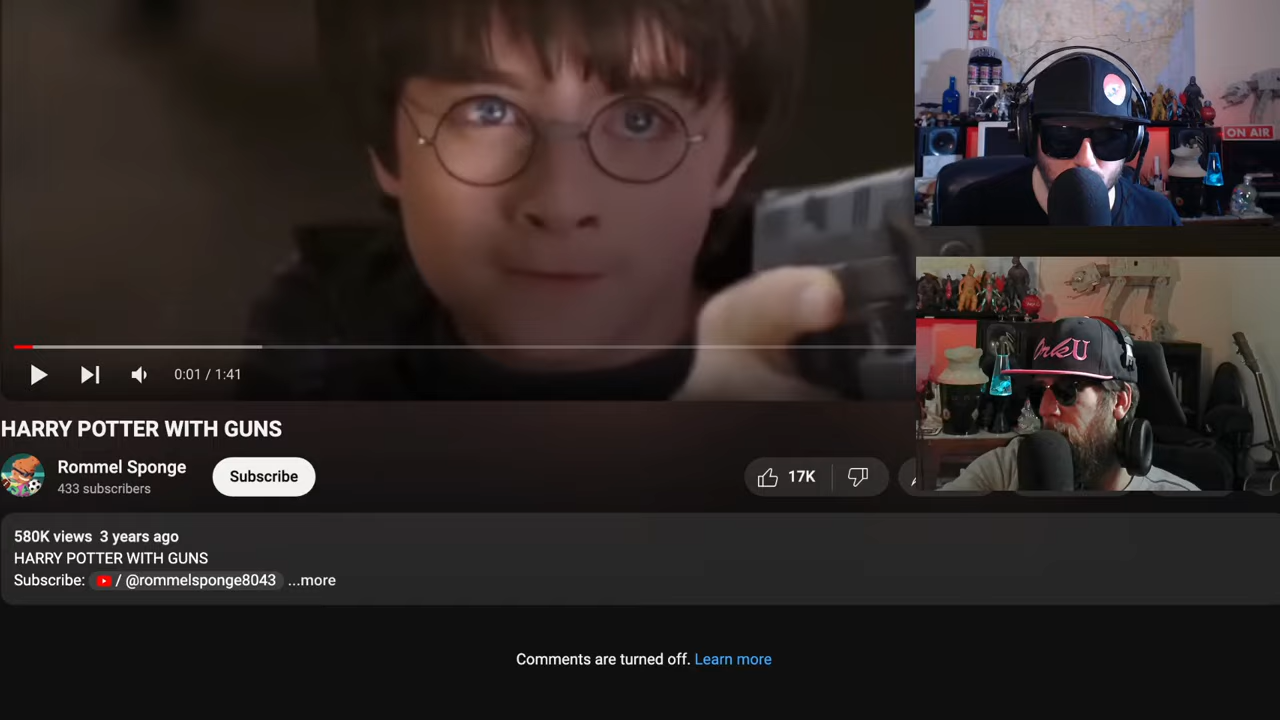 ON AIR
OrkU
0:01 / 1:41
HARRY POTTER WITH GUNS
Rommel Sponge
433 subscribers
Subscribe
17K
580K views 3 years ago
HARRY POTTER WITH GUNS
Subscribe: / @rommelsponge8043 ...more
Comments are turned off. Learn more